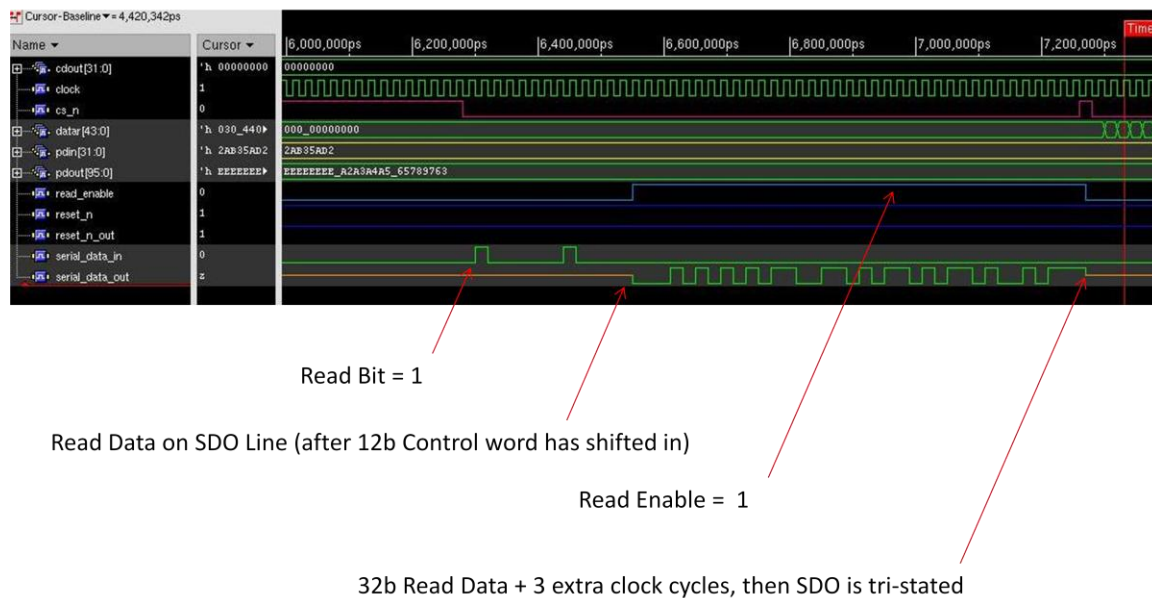 Cursor-Baseline ▾= 4,420,342ps
Name ▾ Cursor ▾ 6,000,000ps 6,200,000ps 6,400,000ps 6,600,000ps 6,800,000ps 7,000,000ps 7,200,000ps Time
cdout[31:0] 'h 00000000 00000000
clock 1
cs_n 0
datar[43:0] 'h 030_440 000_00000000
pdin[31:0] 'h 2AB35AD2 2AB35AD2
pdout[95:0] 'h EEEEEEE EEEEEEEE_A2A3A4A5_65789763
read_enable 0
reset_n 1
reset_n_out 1
serial_data_in 0
serial_data_out z
Read Bit = 1
Read Data on SDO Line (after 12b Control word has shifted in)
Read Enable = 1
32b Read Data + 3 extra clock cycles, then SDO is tri-stated